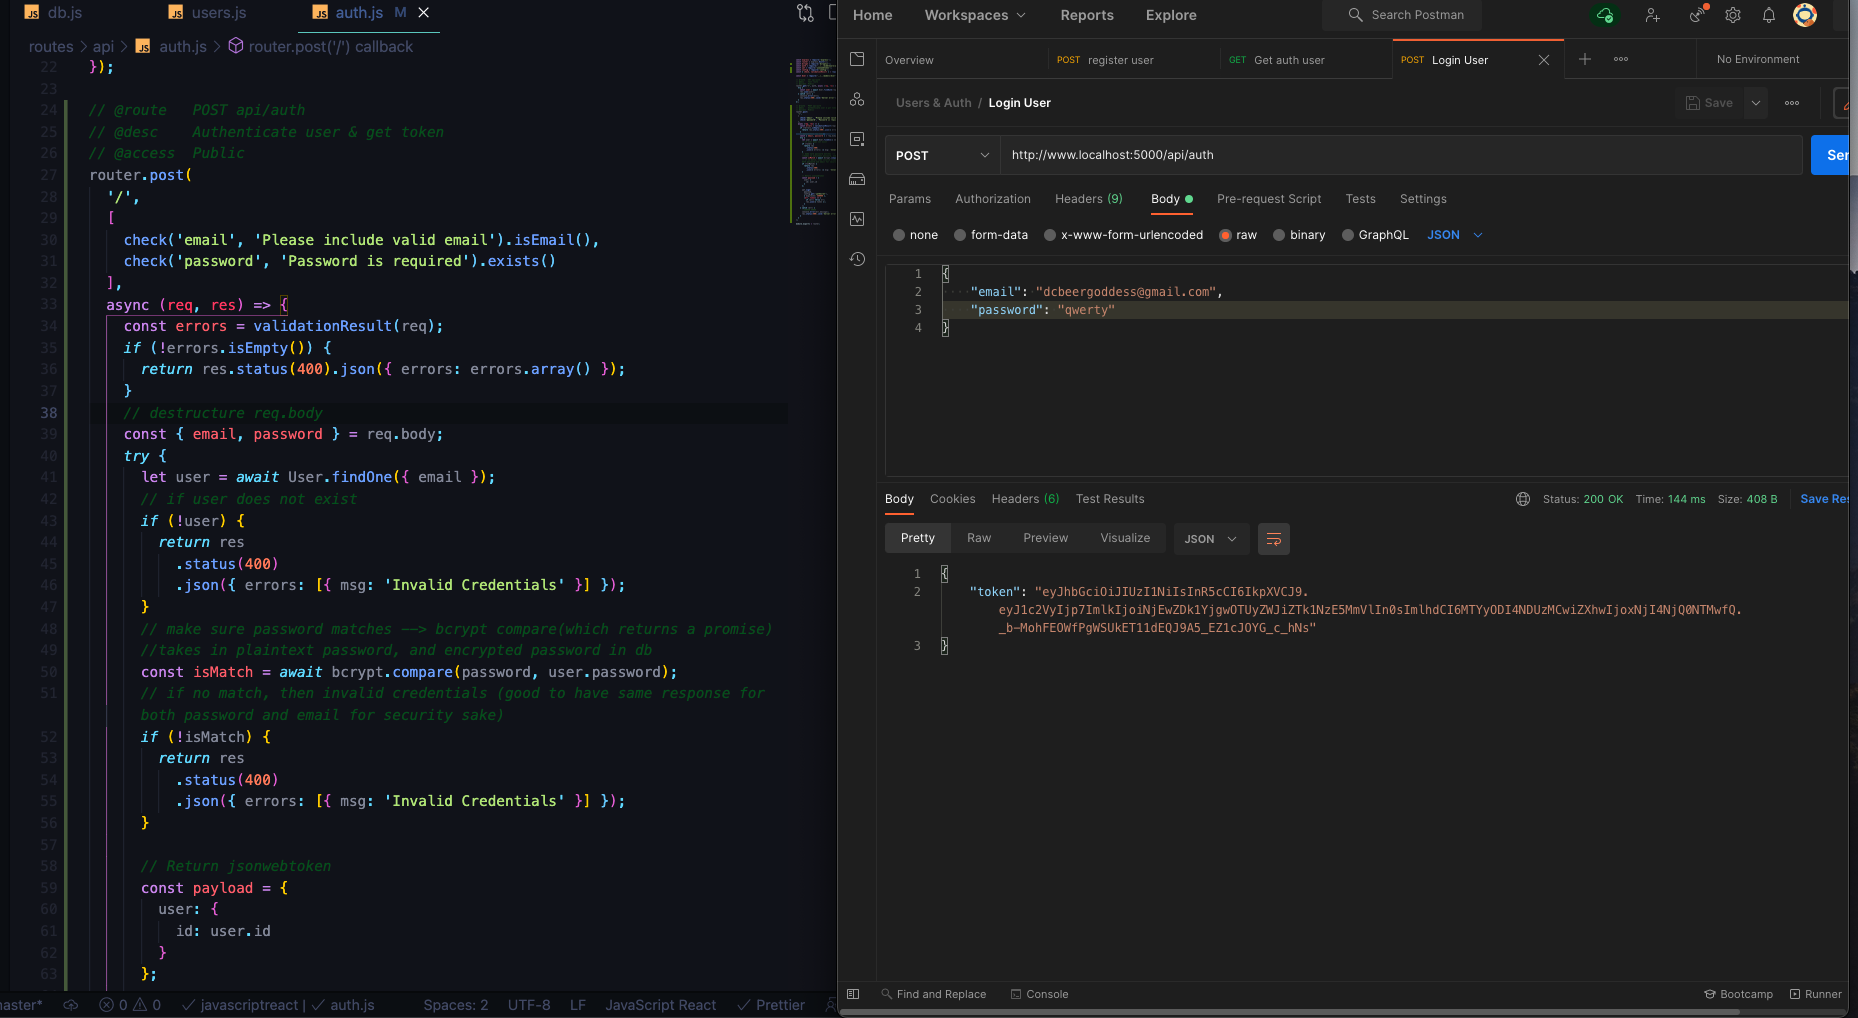 db.js
users.js
auth.js M
routes > api > auth.js > router.post('/') callback
22 });
23
24 // @route   POST api/auth
25 // @desc    Authenticate user & get token
26 // @access  Public
27 router.post(
28 '/',
29 [
30 check('email', 'Please include valid email').isEmail(),
31 check('password', 'Password is required').exists()
32 ],
33 async (req, res) => {
34 const errors = validationResult(req);
35 if (!errors.isEmpty()) {
36 return res.status(400).json({ errors: errors.array() });
37 }
38 // destructure req.body
39 const { email, password } = req.body;
40 try {
41 let user = await User.findOne({ email });
42 // if user does not exist
43 if (!user) {
44 return res
45 .status(400)
46 .json({ errors: [{ msg: 'Invalid Credentials' }] });
47 }
48 // make sure password matches --> bcrypt compare(which returns a promise)
49 //takes in plaintext password, and encrypted password in db
50 const isMatch = await bcrypt.compare(password, user.password);
51 // if no match, then invalid credentials (good to have same response for
both password and email for security sake)
52 if (!isMatch) {
53 return res
54 .status(400)
55 .json({ errors: [{ msg: 'Invalid Credentials' }] });
56 }
57
58 // Return jsonwebtoken
59 const payload = {
60 user: {
61 id: user.id
62 }
63 };
aster* 0 0 javascriptreact | auth.js Spaces: 2 UTF-8 LF JavaScript React Prettier
Home Workspaces Reports Explore Search Postman
Overview POST register user GET Get auth user POST Login User No Environment
Users & Auth / Login User Save
POST http://www.localhost:5000/api/auth Ser
Params Authorization Headers (9) Body Pre-request Script Tests Settings
none form-data x-www-form-urlencoded raw binary GraphQL JSON
1 {
2 "email": "dcbeergoddess@gmail.com",
3 "password": "qwerty"
4 }
Body Cookies Headers (6) Test Results Status: 200 OK Time: 144 ms Size: 408 B Save Res
Pretty Raw Preview Visualize JSON
1 {
2 "token": "eyJhbGciOiJIUzI1NiIsInR5cCI6IkpXVCJ9.
eyJ1c2VyIjp7ImlkIjoiNjEwZDk1YjgwOTUyZWJiZTk1NzE5MmVlIn0sImlhdCI6MTYyODI4NDUzMCwiZXhwIjoxNjI4NjQ0NTMwfQ.
_b-MohFEOWfPgWSUkET11dEQJ9A5_EZ1cJOYG_c_hNs"
3 }
Find and Replace Console Bootcamp Runner